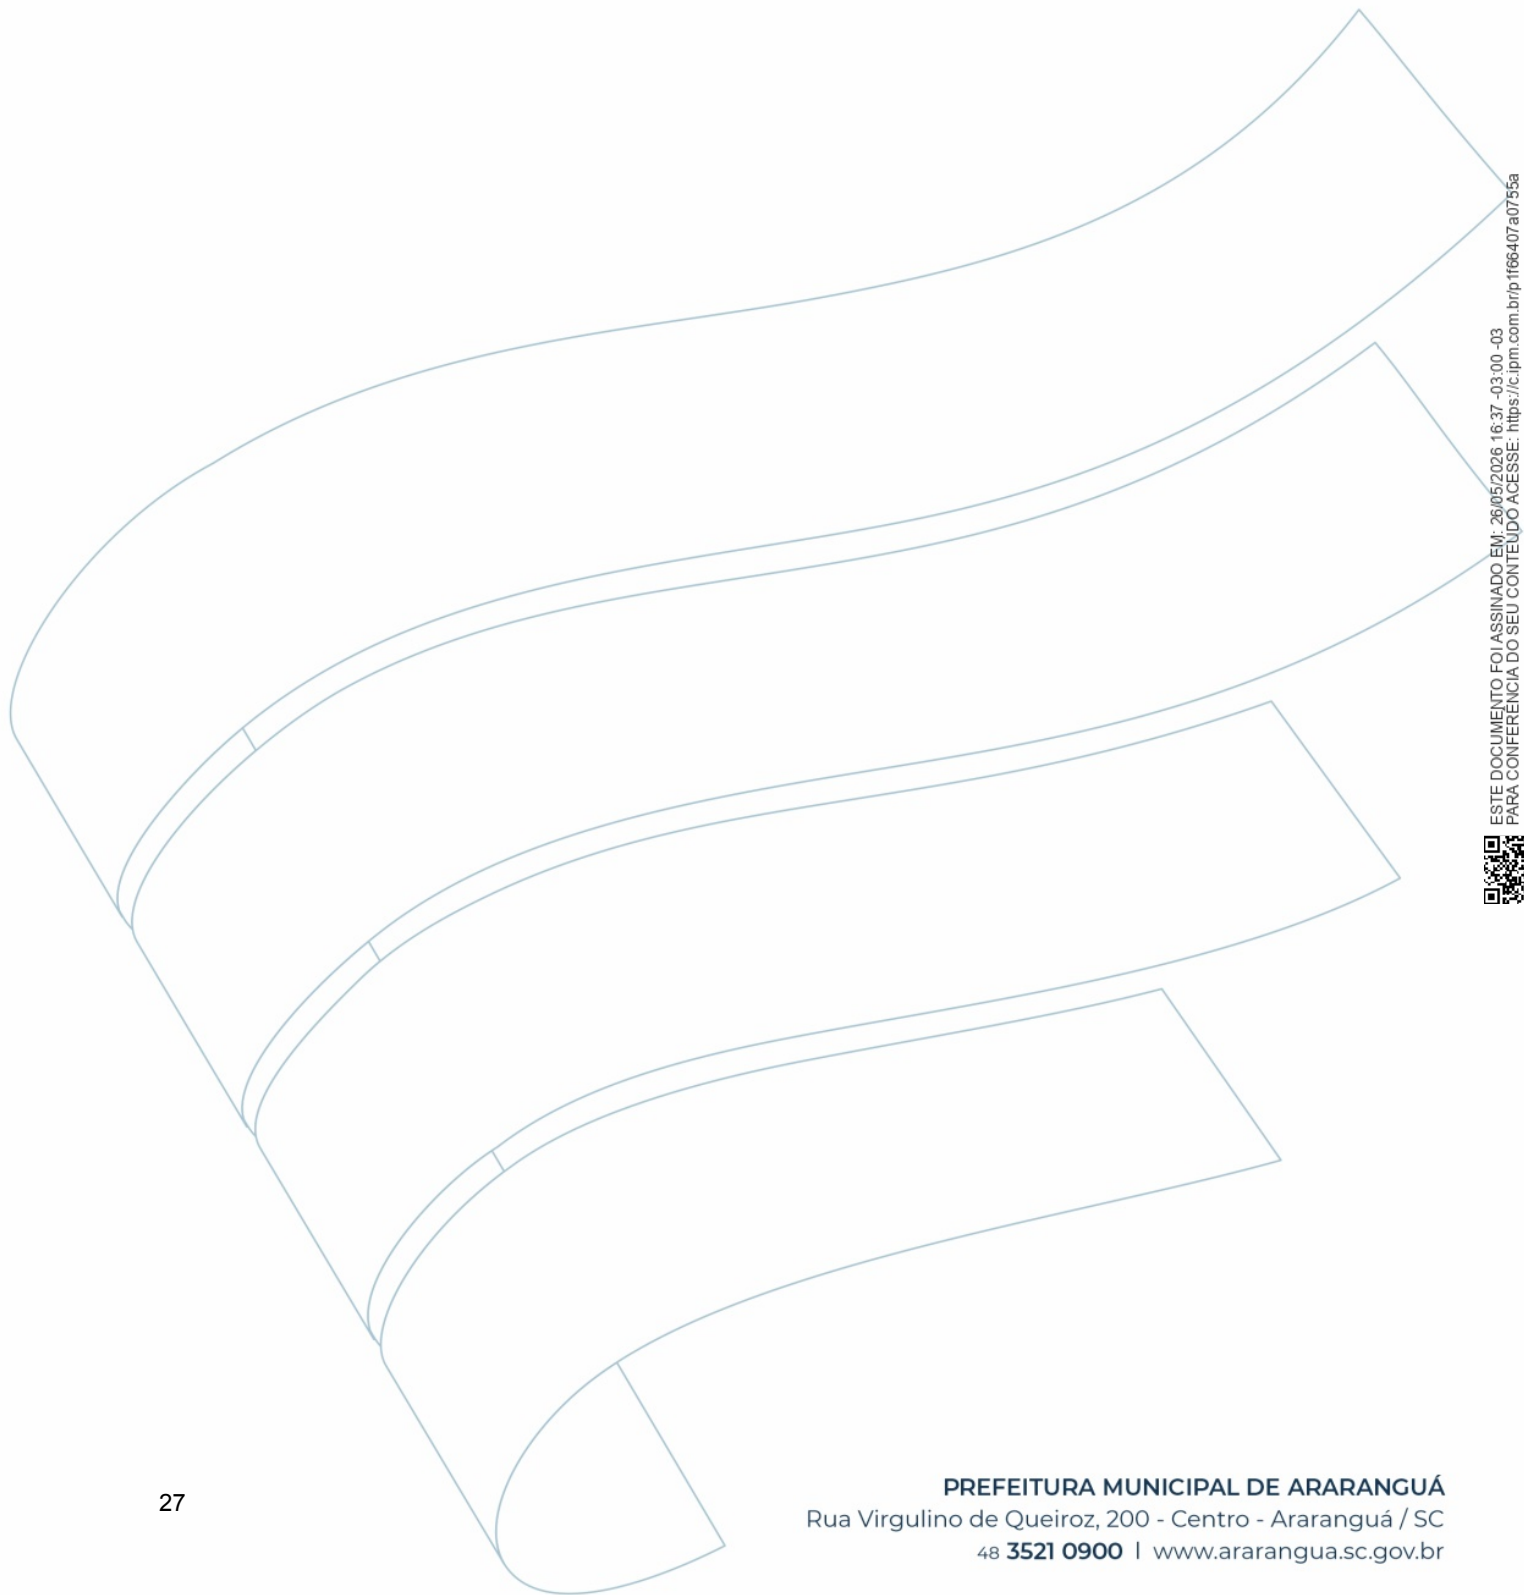 ESTE DOCUMENTO FOI ASSINADO EM: 26/05/2026 16:37 -03:00 -03
PARA CONFERÊNCIA DO SEU CONTEÚDO ACESSE: https://c.ipm.com.br/p1f66407a0755a
27
PREFEITURA MUNICIPAL DE ARARANGUÁ
Rua Virgulino de Queiroz, 200 - Centro - Araranguá / SC
48 3521 0900 | www.ararangua.sc.gov.br